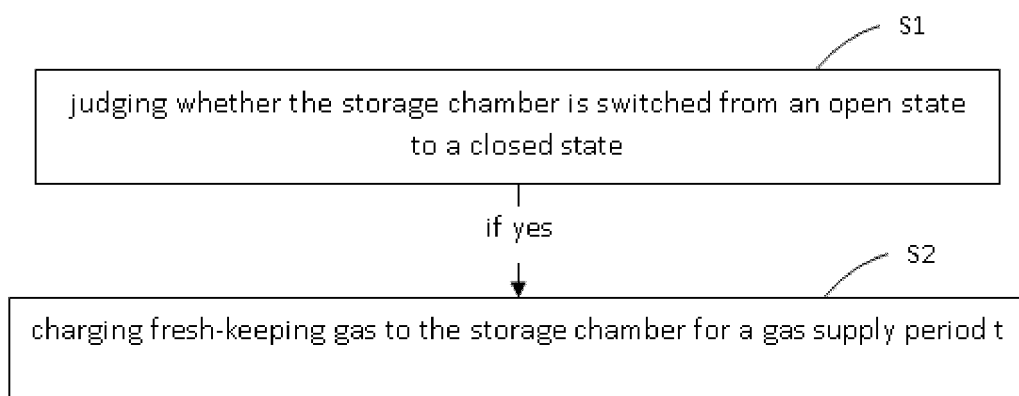 S1
judging whether the storage chamber is switched from an open state
to a closed state
if yes
S2
charging fresh-keeping gas to the storage chamber for a gas supply period t